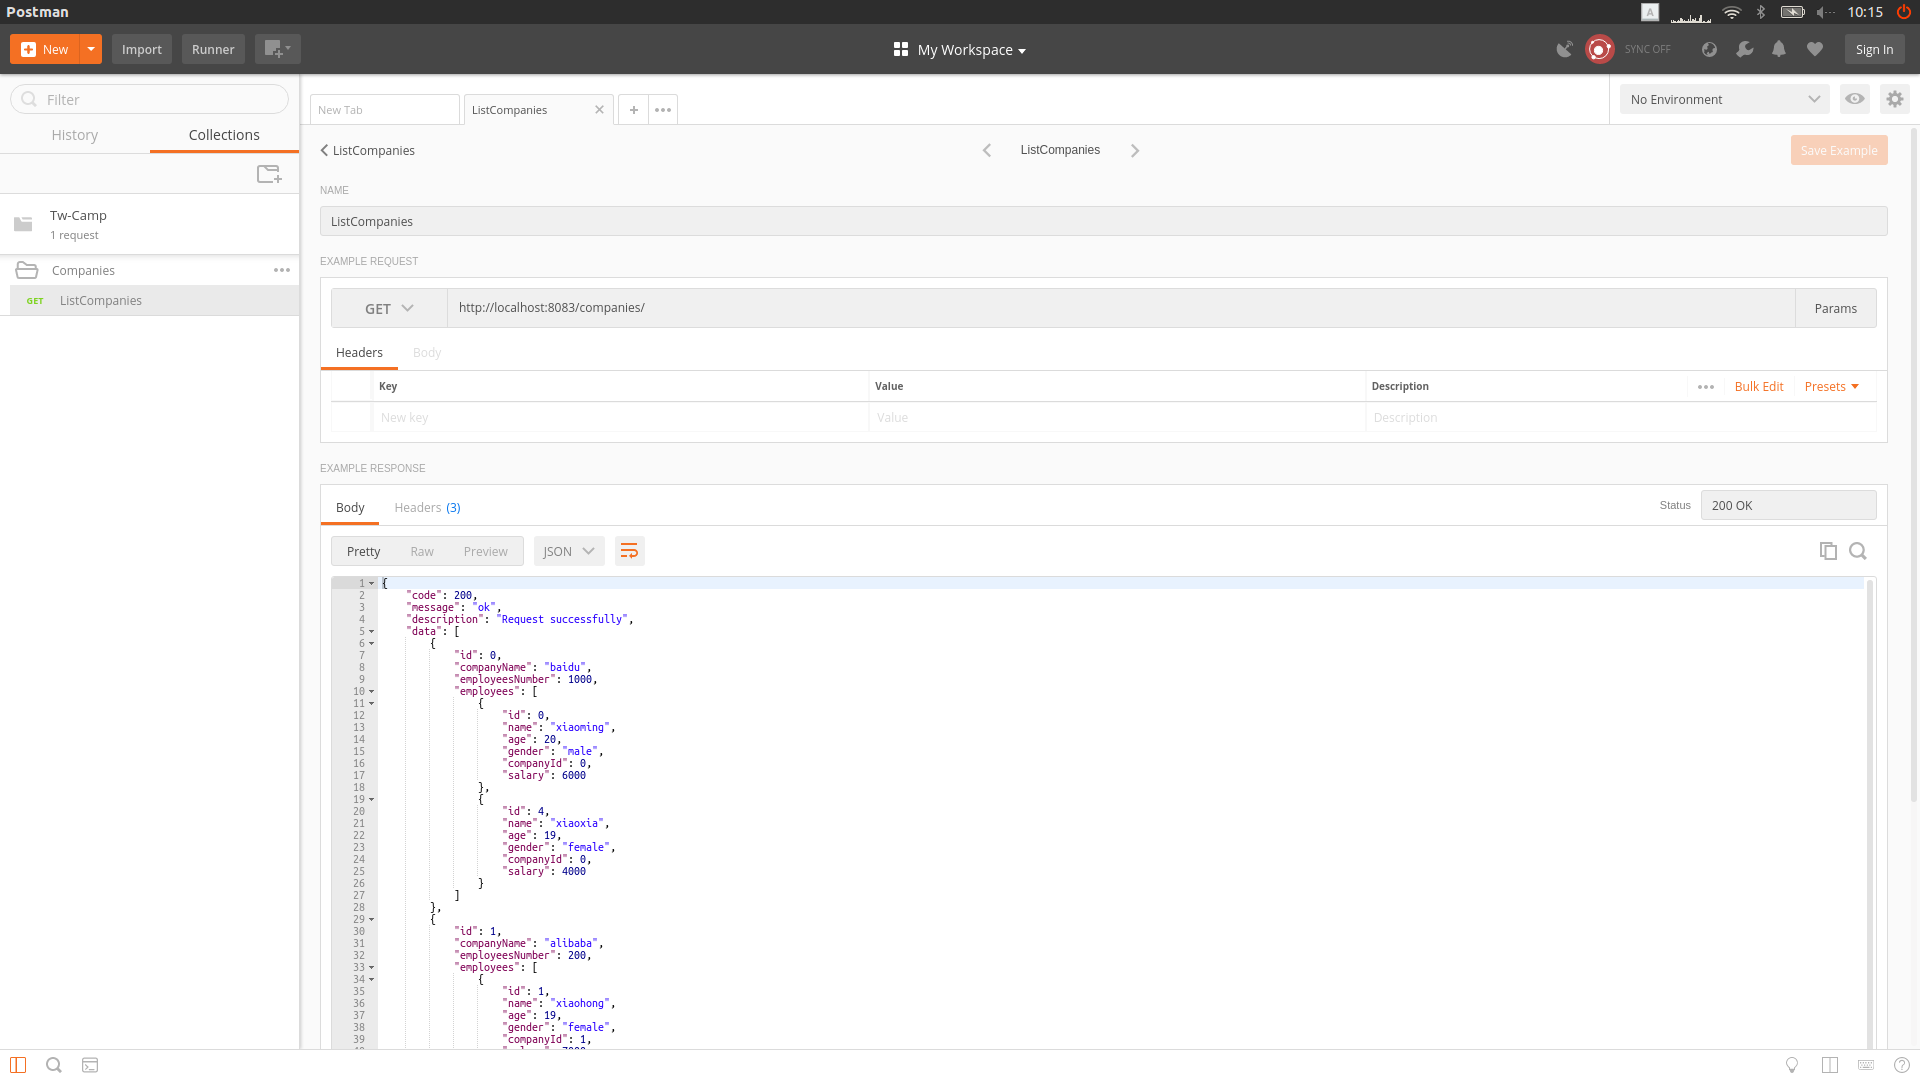 Postman
A
10:15
New
Import
Runner
My Workspace
SYNC OFF
Sign In
Filter
History
Collections
Tw-Camp
1 request
Companies
GET ListCompanies
New Tab
ListCompanies
No Environment
ListCompanies
ListCompanies
Save Example
NAME
ListCompanies
EXAMPLE REQUEST
GET
http://localhost:8083/companies/
Params
Headers
Body
Key
Value
Description
Bulk Edit
Presets
New key
Value
Description
EXAMPLE RESPONSE
Body
Headers (3)
Status
200 OK
Pretty
Raw
Preview
JSON
1 {
2 "code": 200,
3 "message": "ok",
4 "description": "Request successfully",
5 "data": [
6 {
7 "id": 0,
8 "companyName": "baidu",
9 "employeesNumber": 1000,
10 "employees": [
11 {
12 "id": 0,
13 "name": "xiaoming",
14 "age": 20,
15 "gender": "male",
16 "companyId": 0,
17 "salary": 6000
18 },
19 {
20 "id": 4,
21 "name": "xiaoxia",
22 "age": 19,
23 "gender": "female",
24 "companyId": 0,
25 "salary": 4000
26 }
27 ]
28 },
29 {
30 "id": 1,
31 "companyName": "alibaba",
32 "employeesNumber": 200,
33 "employees": [
34 {
35 "id": 1,
36 "name": "xiaohong",
37 "age": 19,
38 "gender": "female",
39 "companyId": 1,